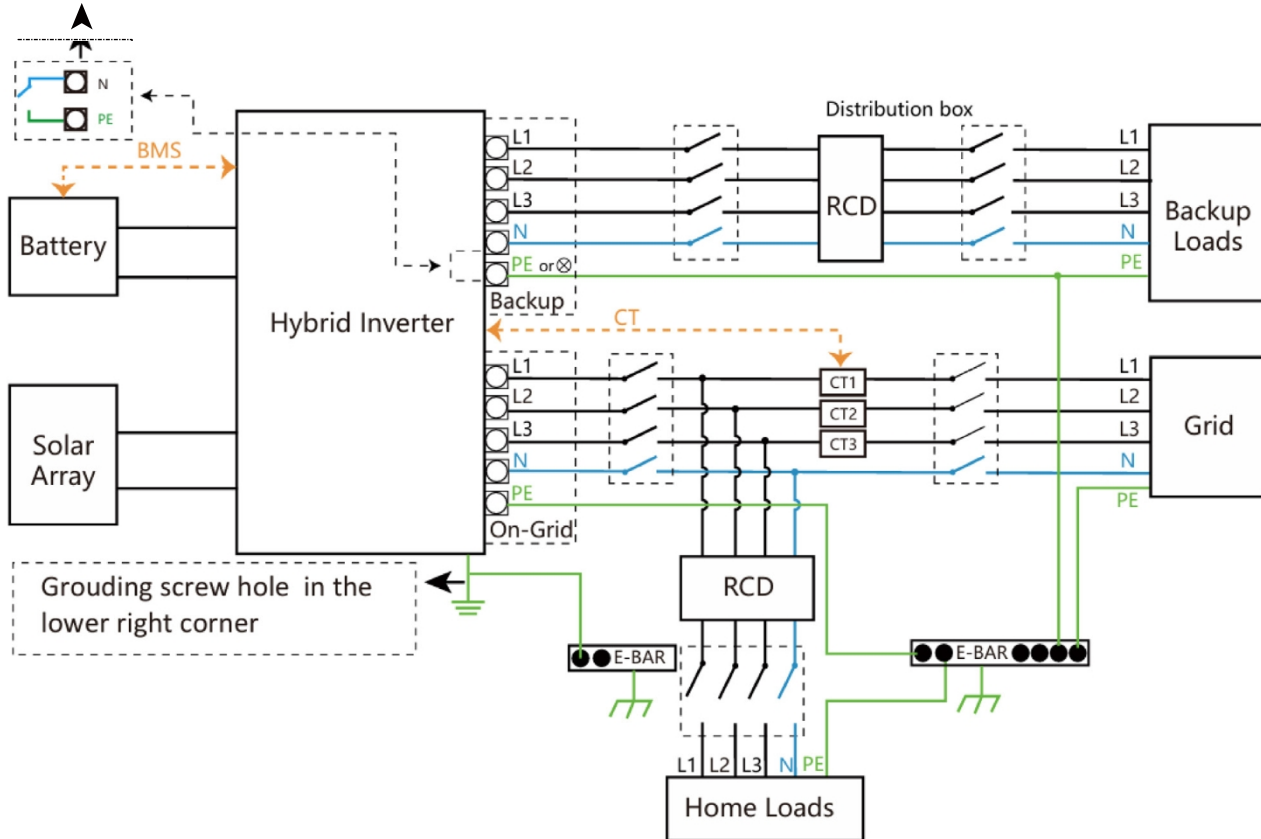 N
PE
BMS
Battery
Solar
Array
Hybrid Inverter
L1
L2
L3
N
PE or⊗
Backup
Distribution box
RCD
L1
L2
L3
N
PE
Backup
Loads
CT
L1
L2
L3
N
PE
On-Grid
CT1
CT2
CT3
L1
L2
L3
N
PE
Grid
Grounding screw hole in the
lower right corner
RCD
E-BAR
E-BAR
L1 L2 L3 N PE
Home Loads